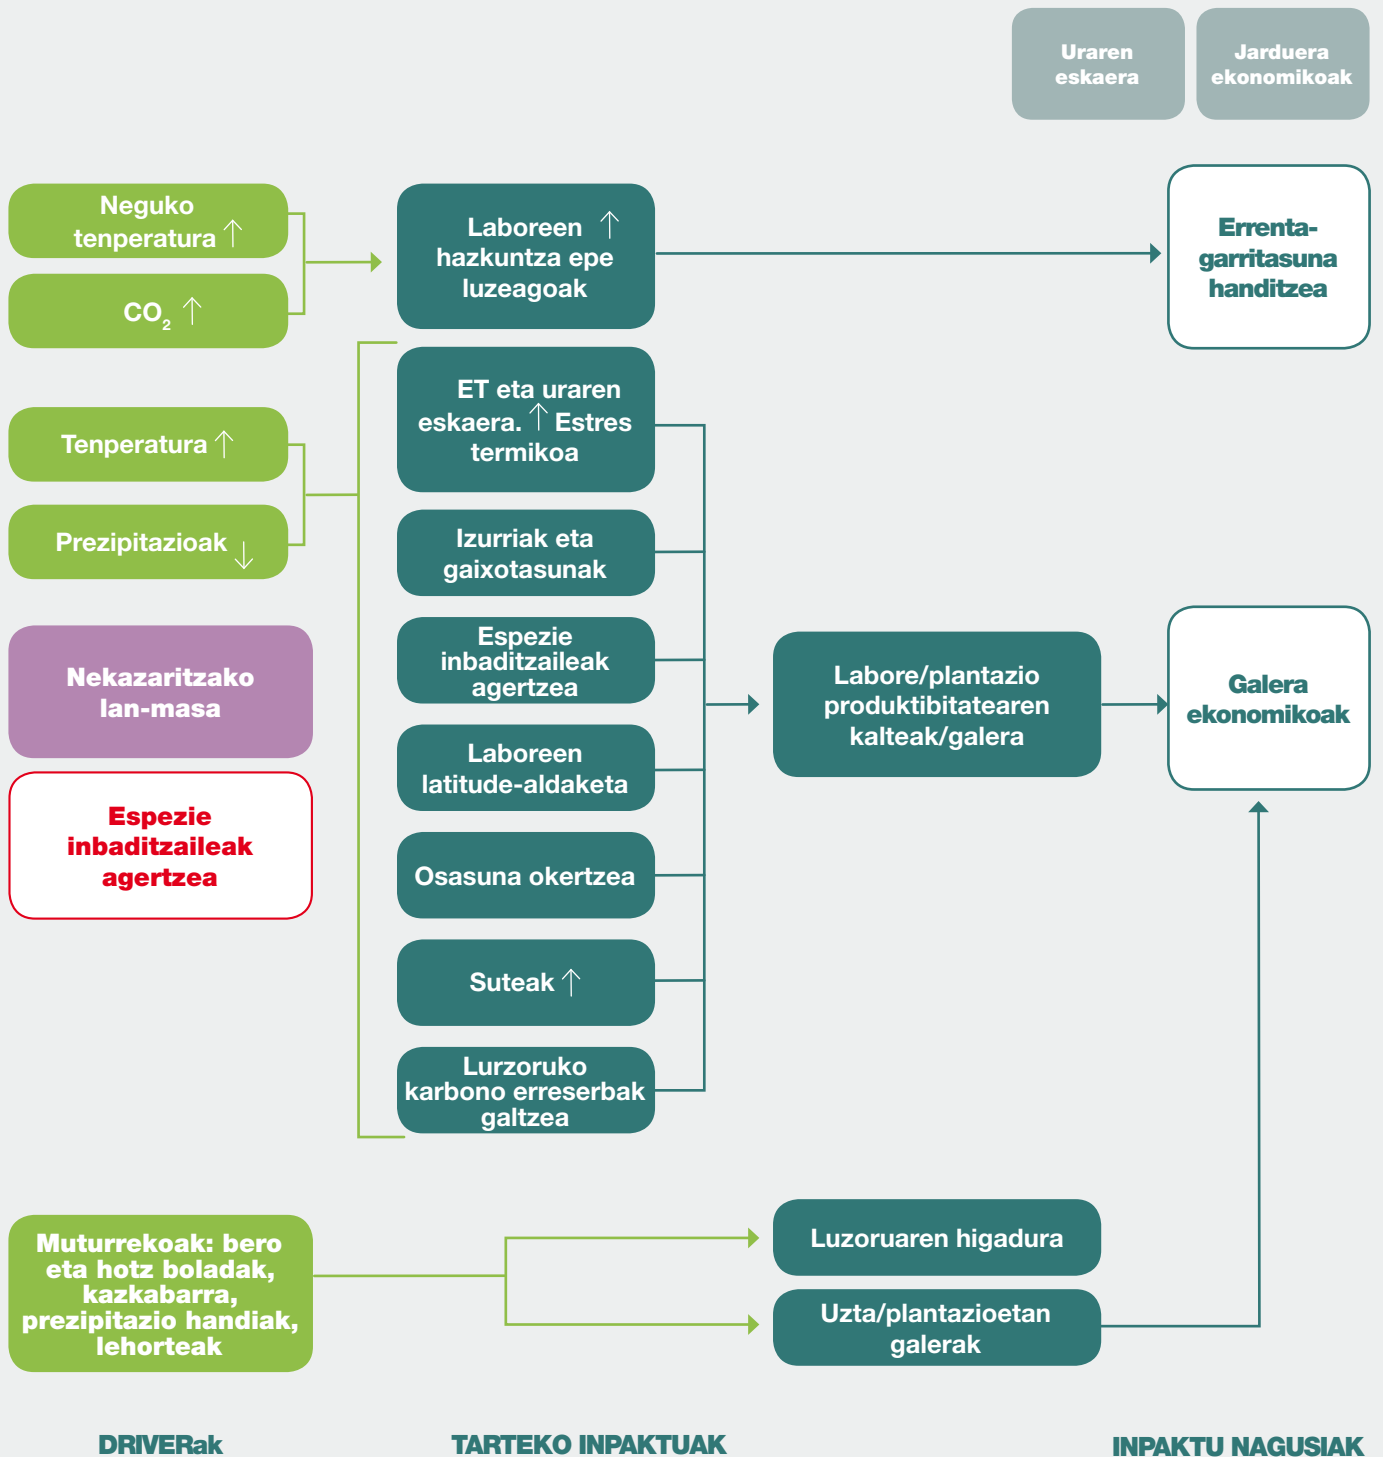 Uraren
eskaera
Jarduera
ekonomikoak
Neguko
tenperatura ↑
CO₂ ↑
Laboreen ↑
hazkuntza epe
luzeagoak
Errenta-
garritasuna
handitzea
Tenperatura ↑
Prezipitazioak ↓
ET eta uraren
eskaera. ↑ Estres
termikoa
Izurriak eta
gaixotasunak
Espezie
inbaditzaileak
agertzea
Laboreen
latitude-aldaketa
Osasuna okertzea
Suteak ↑
Lurzoruko
karbono erreserbak
galtzea
Nekazaritzako
lan-masa
Espezie
inbaditzaileak
agertzea
Labore/plantazio
produktibitatearen
kalteak/galera
Galera
ekonomikoak
Muturrekoak: bero
eta hotz boladak,
kazkabarra,
prezipitazio handiak,
lehorteak
Luzoruaren higadura
Uzta/plantazioetan
galerak
DRIVERak
TARTEKO INPAKTUAK
INPAKTU NAGUSIAK